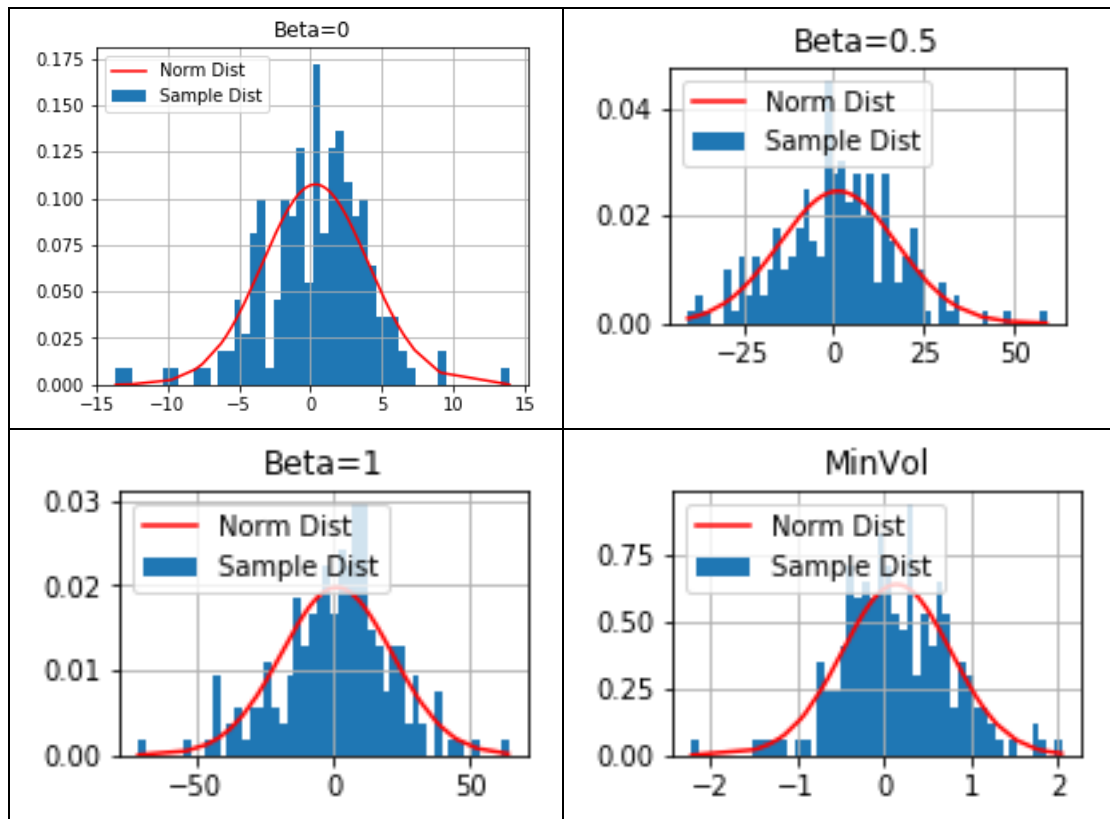 Beta=0
0.175
0.150
0.125
0.100
0.075
0.050
0.025
0.000
Norm Dist
Sample Dist
−15 −10 −5 0 5 10 15
Beta=0.5
0.04
0.02
0.00
Norm Dist
Sample Dist
−25 0 25 50
Beta=1
0.03
0.02
0.01
0.00
Norm Dist
Sample Dist
−50 0 50
MinVol
0.75
0.50
0.25
0.00
Norm Dist
Sample Dist
−2 −1 0 1 2